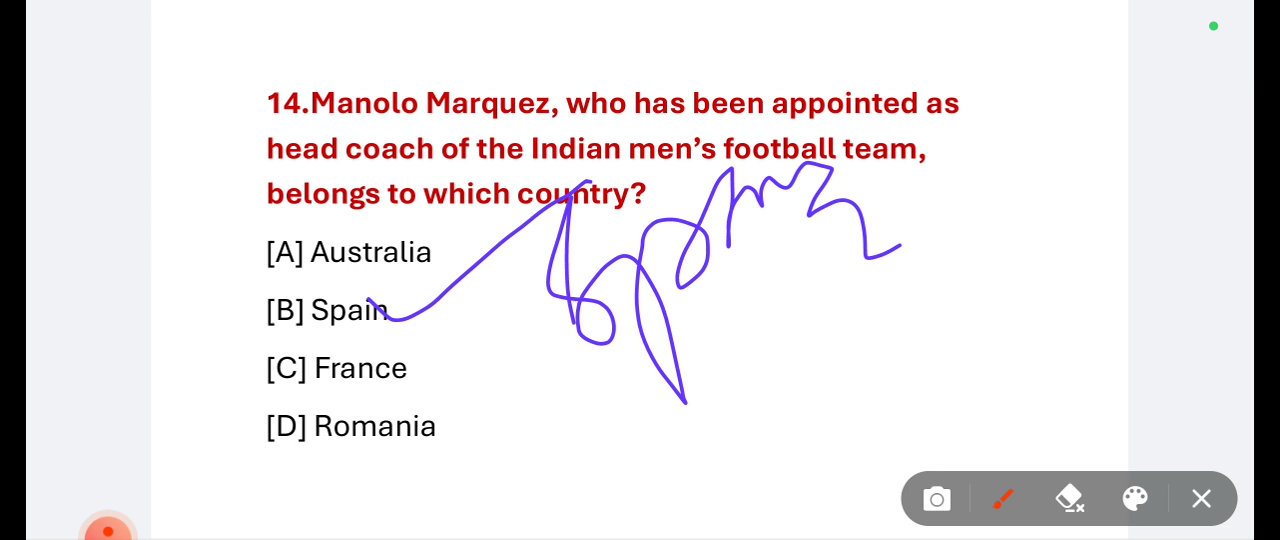 14.Manolo Marquez, who has been appointed as
head coach of the Indian men’s football team,
belongs to which country?
[A] Australia
[B] Spain
[C] France
[D] Romania